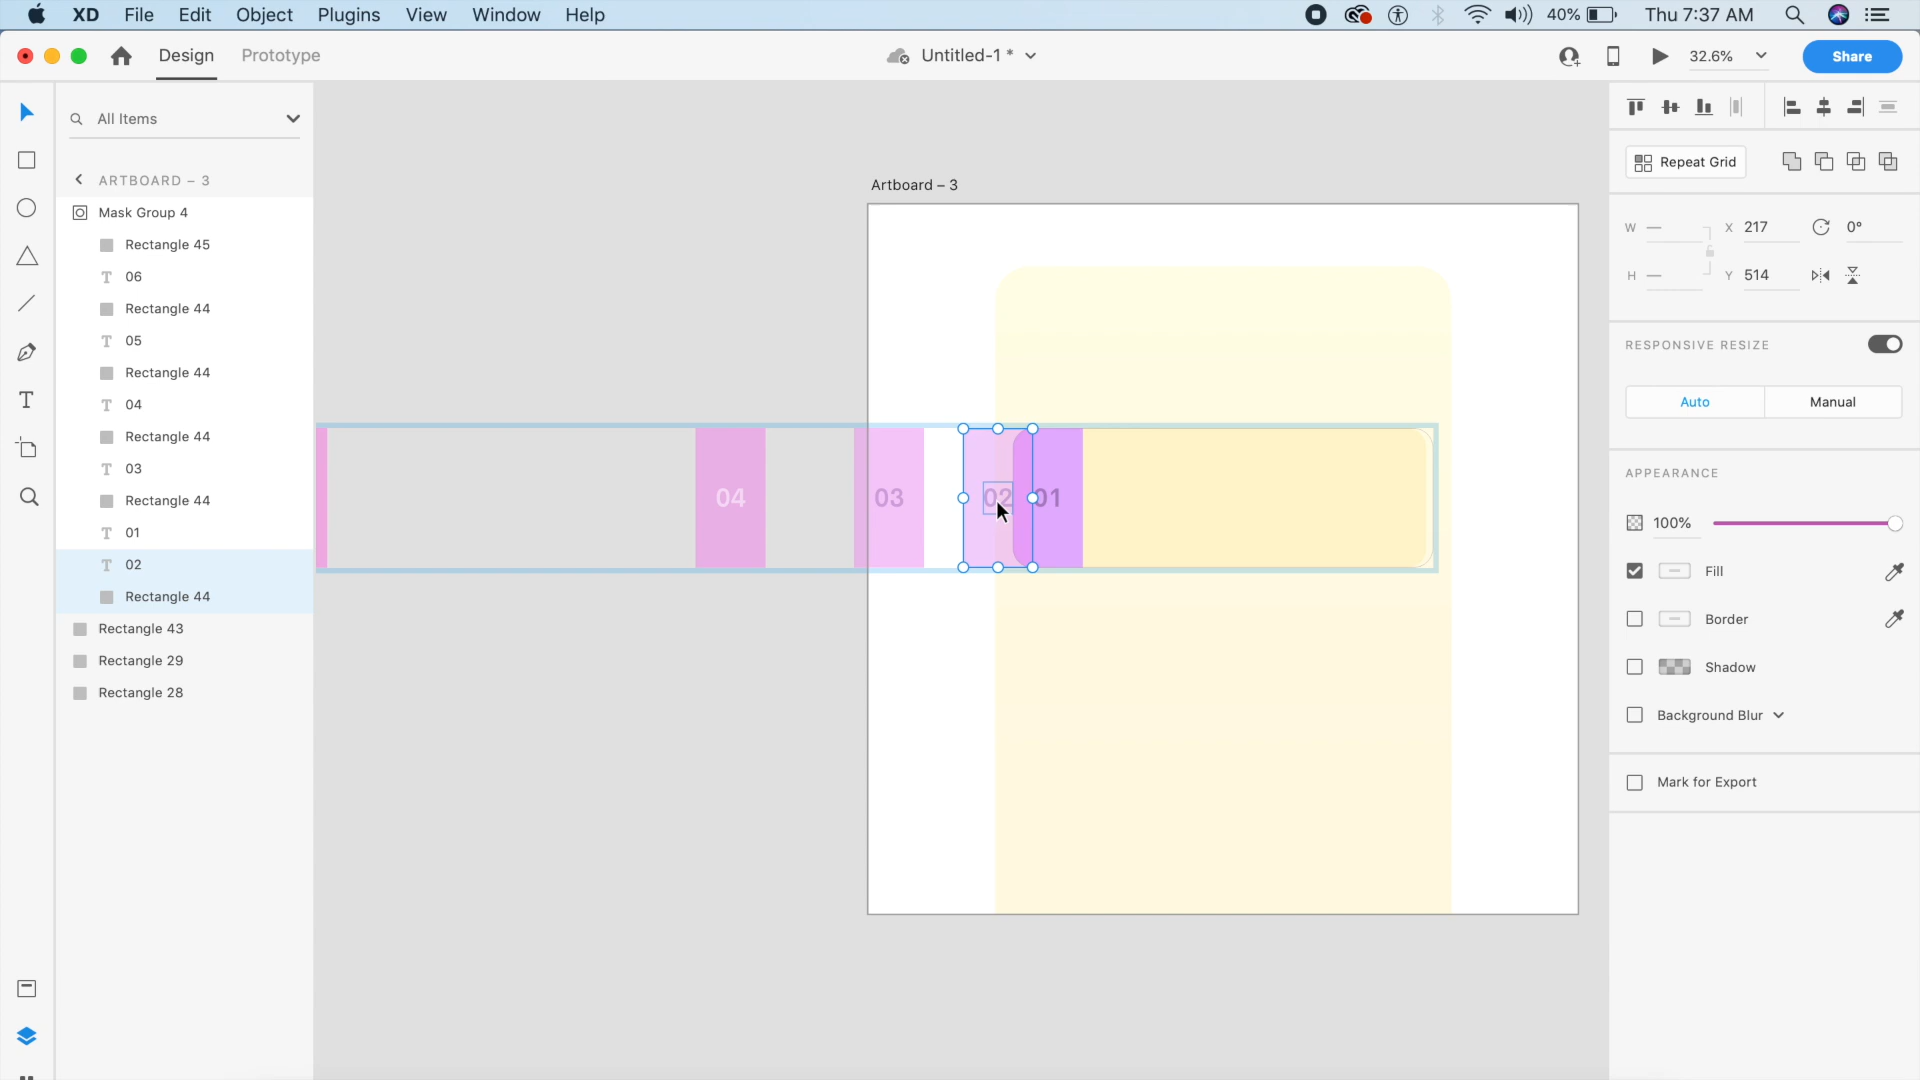 XD File Edit Object Plugins View Window Help 40% Thu 7:37 AM
Design Prototype Untitled-1 * 32.6% Share
All Items
ARTBOARD – 3
Mask Group 4
Rectangle 45
T 06
Rectangle 44
T 05
Rectangle 44
T 04
Rectangle 44
T 03
Rectangle 44
T 01
T 02
Rectangle 44
Rectangle 43
Rectangle 29
Rectangle 28
Artboard – 3
04 03 02 01
Repeat Grid
W — X 217 0°
H — Y 514
RESPONSIVE RESIZE
Auto Manual
APPEARANCE
100%
Fill
Border
Shadow
Background Blur
Mark for Export